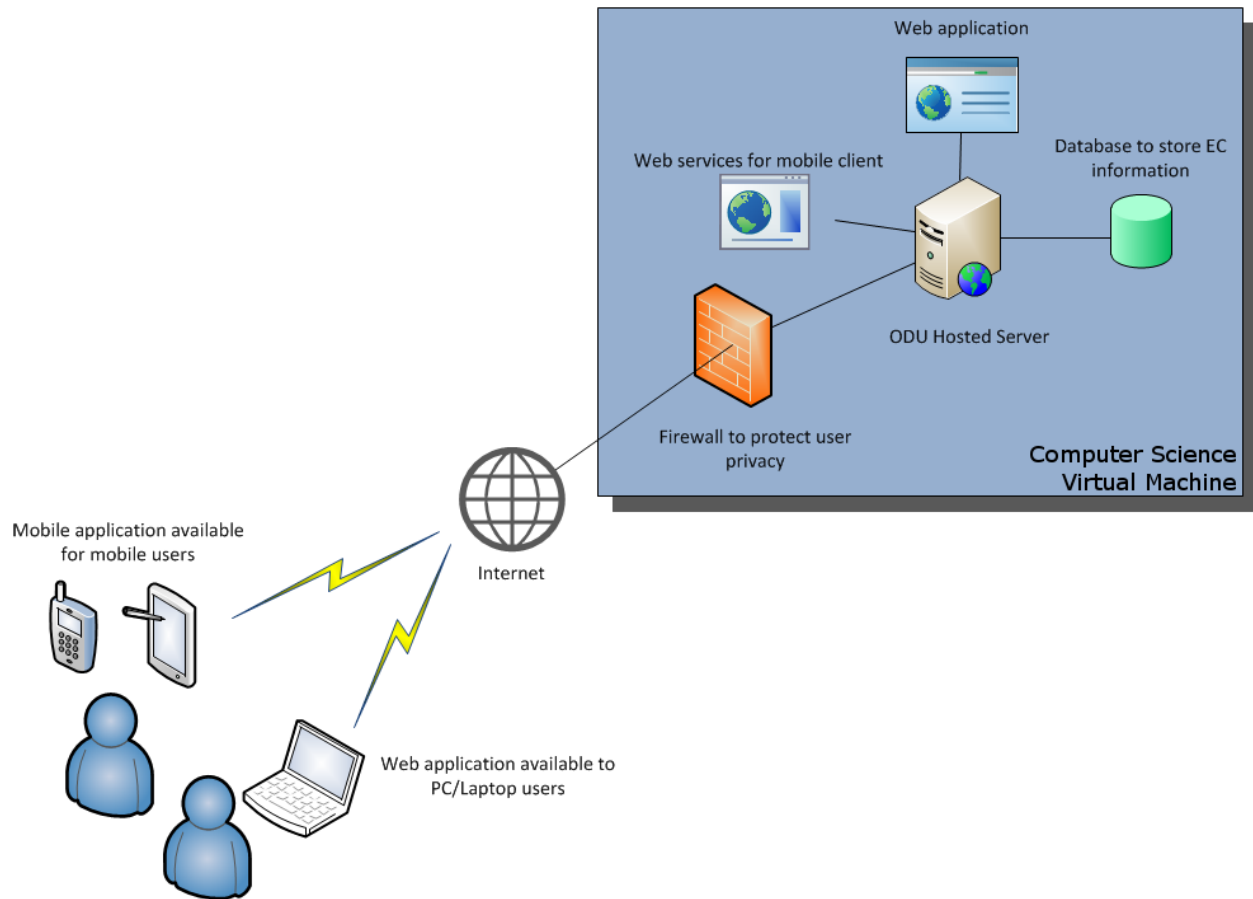 Web application
Database to store EC
information
Web services for mobile client
ODU Hosted Server
Firewall to protect user
privacy
Computer Science
Virtual Machine
Internet
Mobile application available
for mobile users
Web application available to
PC/Laptop users